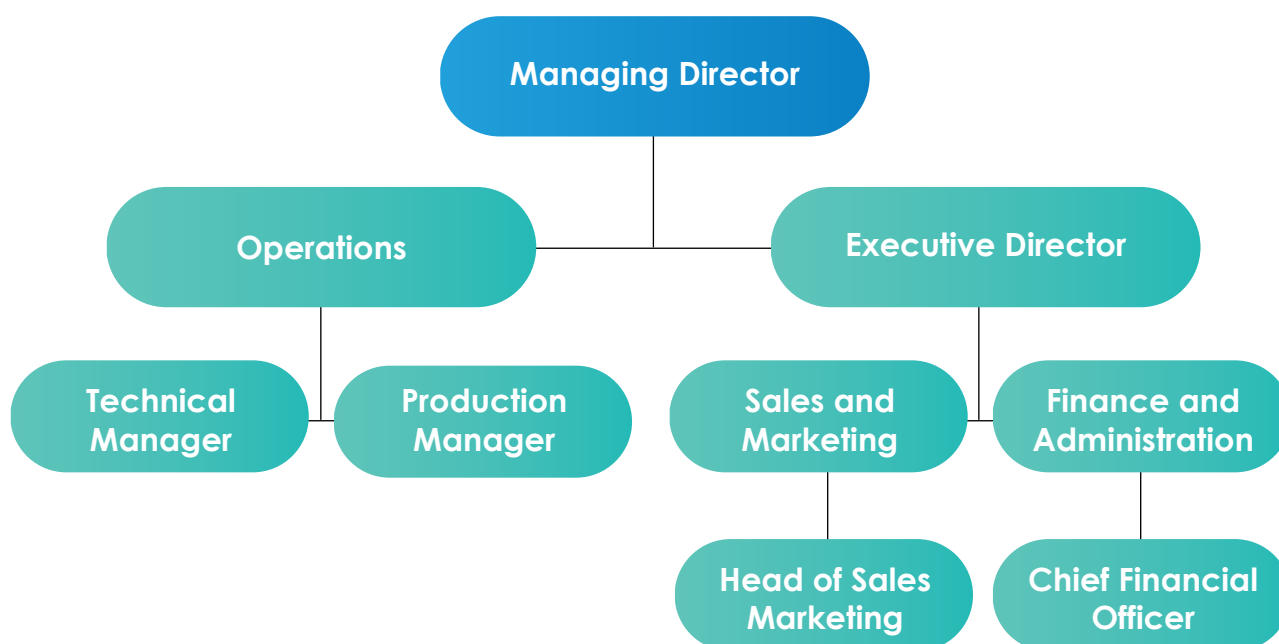 Managing Director
Operations
Executive Director
Technical
Manager
Production
Manager
Sales and
Marketing
Finance and
Administration
Head of Sales
Marketing
Chief Financial
Officer